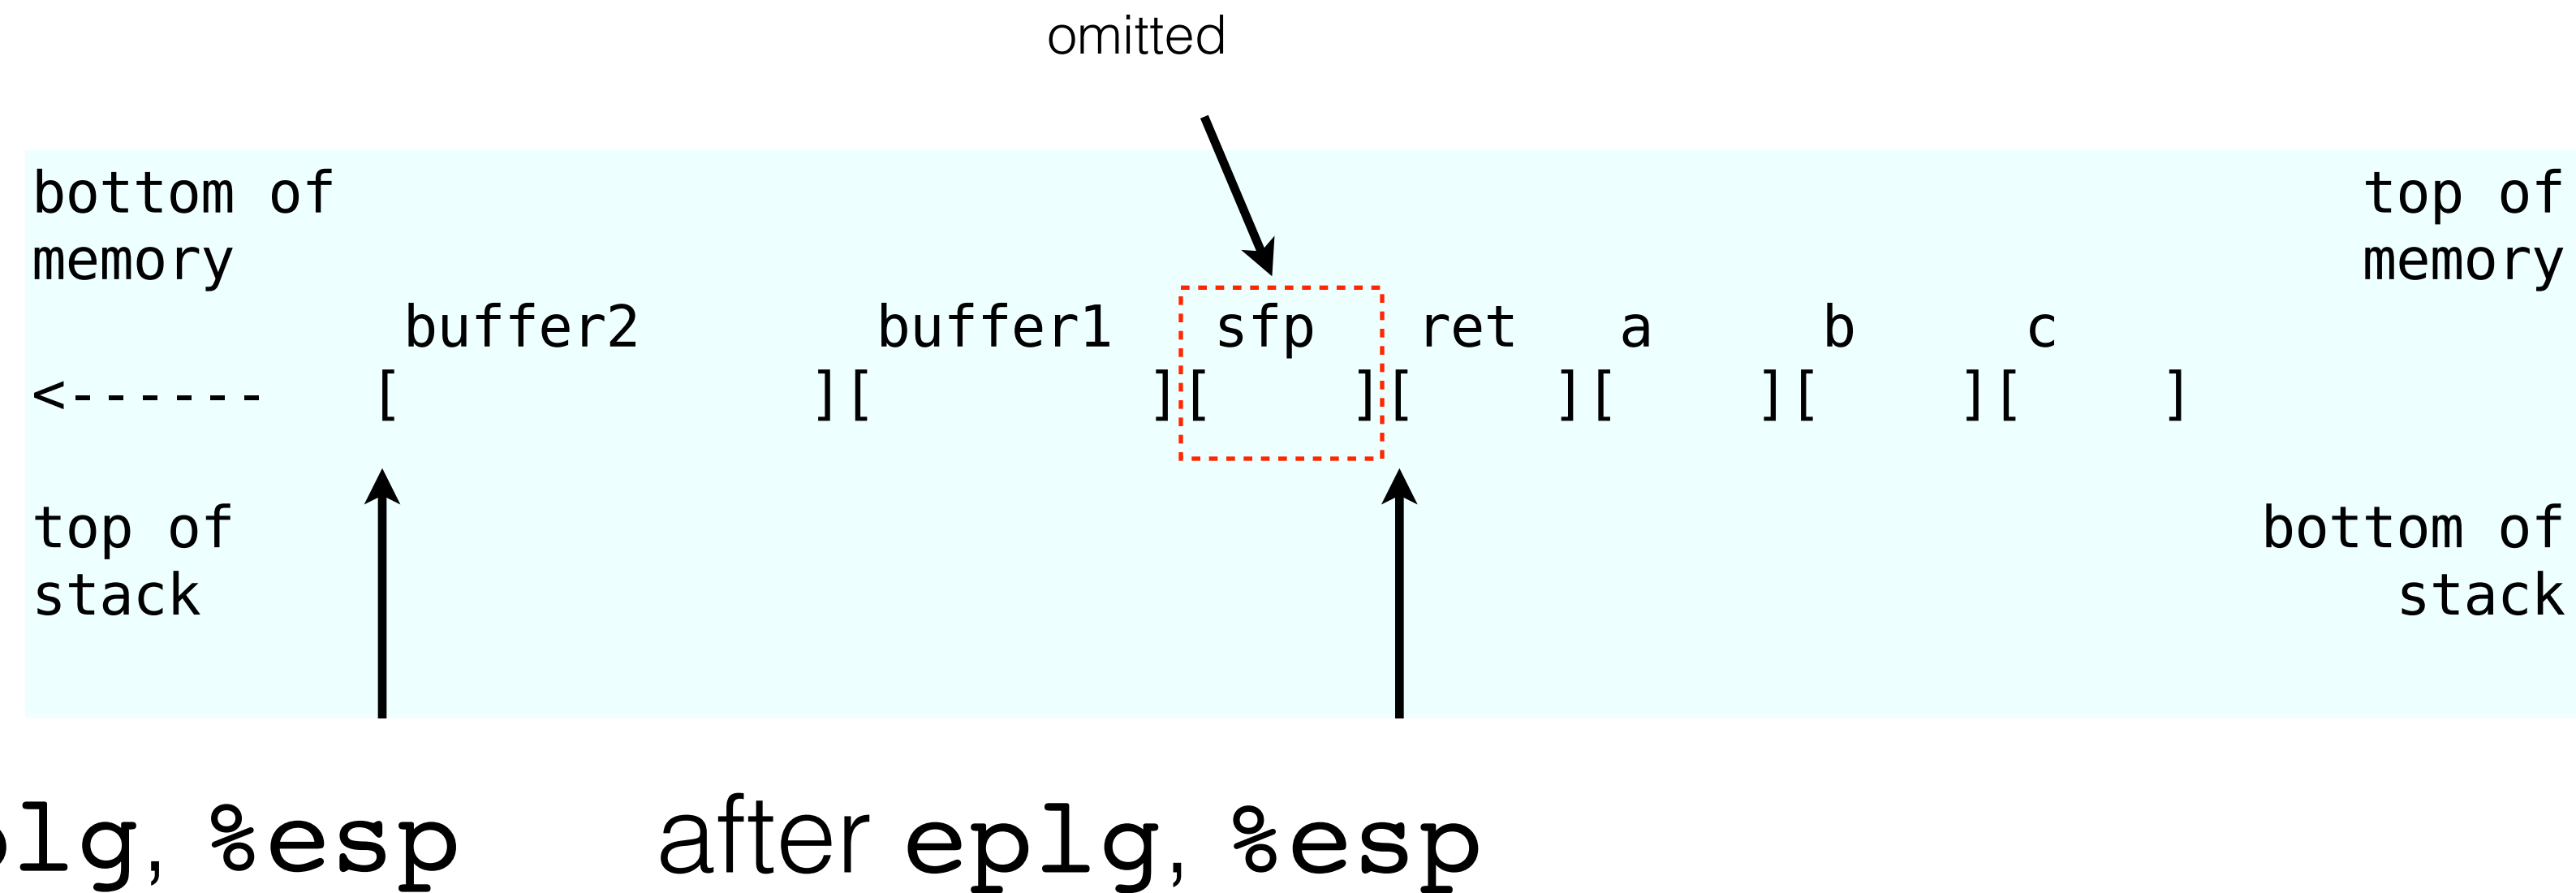 omitted
bottom of top of
memory memory
buffer2 buffer1 sfp ret a b c
<------ [ ][ ][ ][ ][ ][ ][ ]
top of bottom of
stack stack
lg, %esp after eplg, %esp